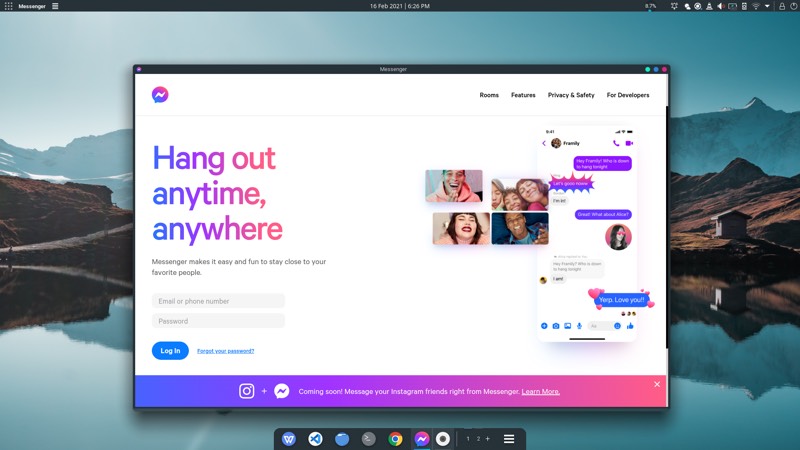 Messenger
16 Feb 2021 | 6:26 PM
87%
Messenger
Rooms
Features
Privacy & Safety
For Developers
Hang out
anytime,
anywhere
Messenger makes it easy and fun to stay close to your
favorite people.
Email or phone number
Password
Log In
Forgot your password?
9:41
Framily
Hey Framily! Who is down
to hang tonight
Let's gooo noww
I'm in!
Great! What about Alice?
Hey Framily? Who is down
to hang tonight
I am!
Yerp. Love you!!
Aa
+
Coming soon! Message your Instagram friends right from Messenger. Learn More.
1 2 +